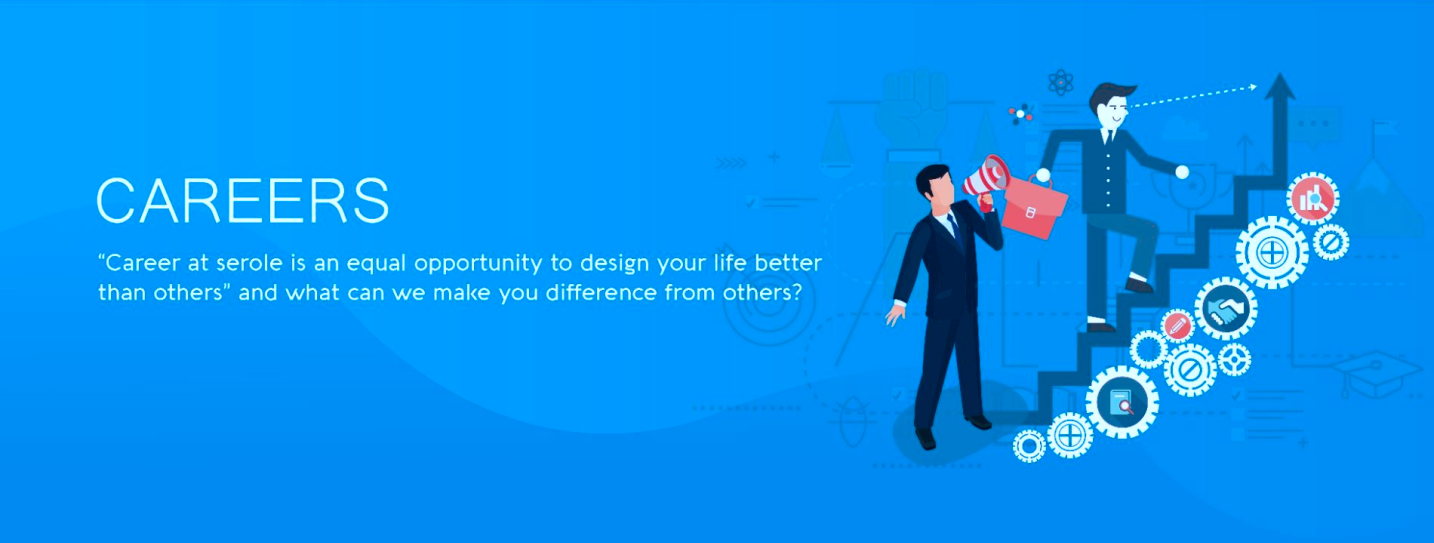 CAREERS
“Career at serole is an equal opportunity to design your life better
than others” and what can we make you difference from others?